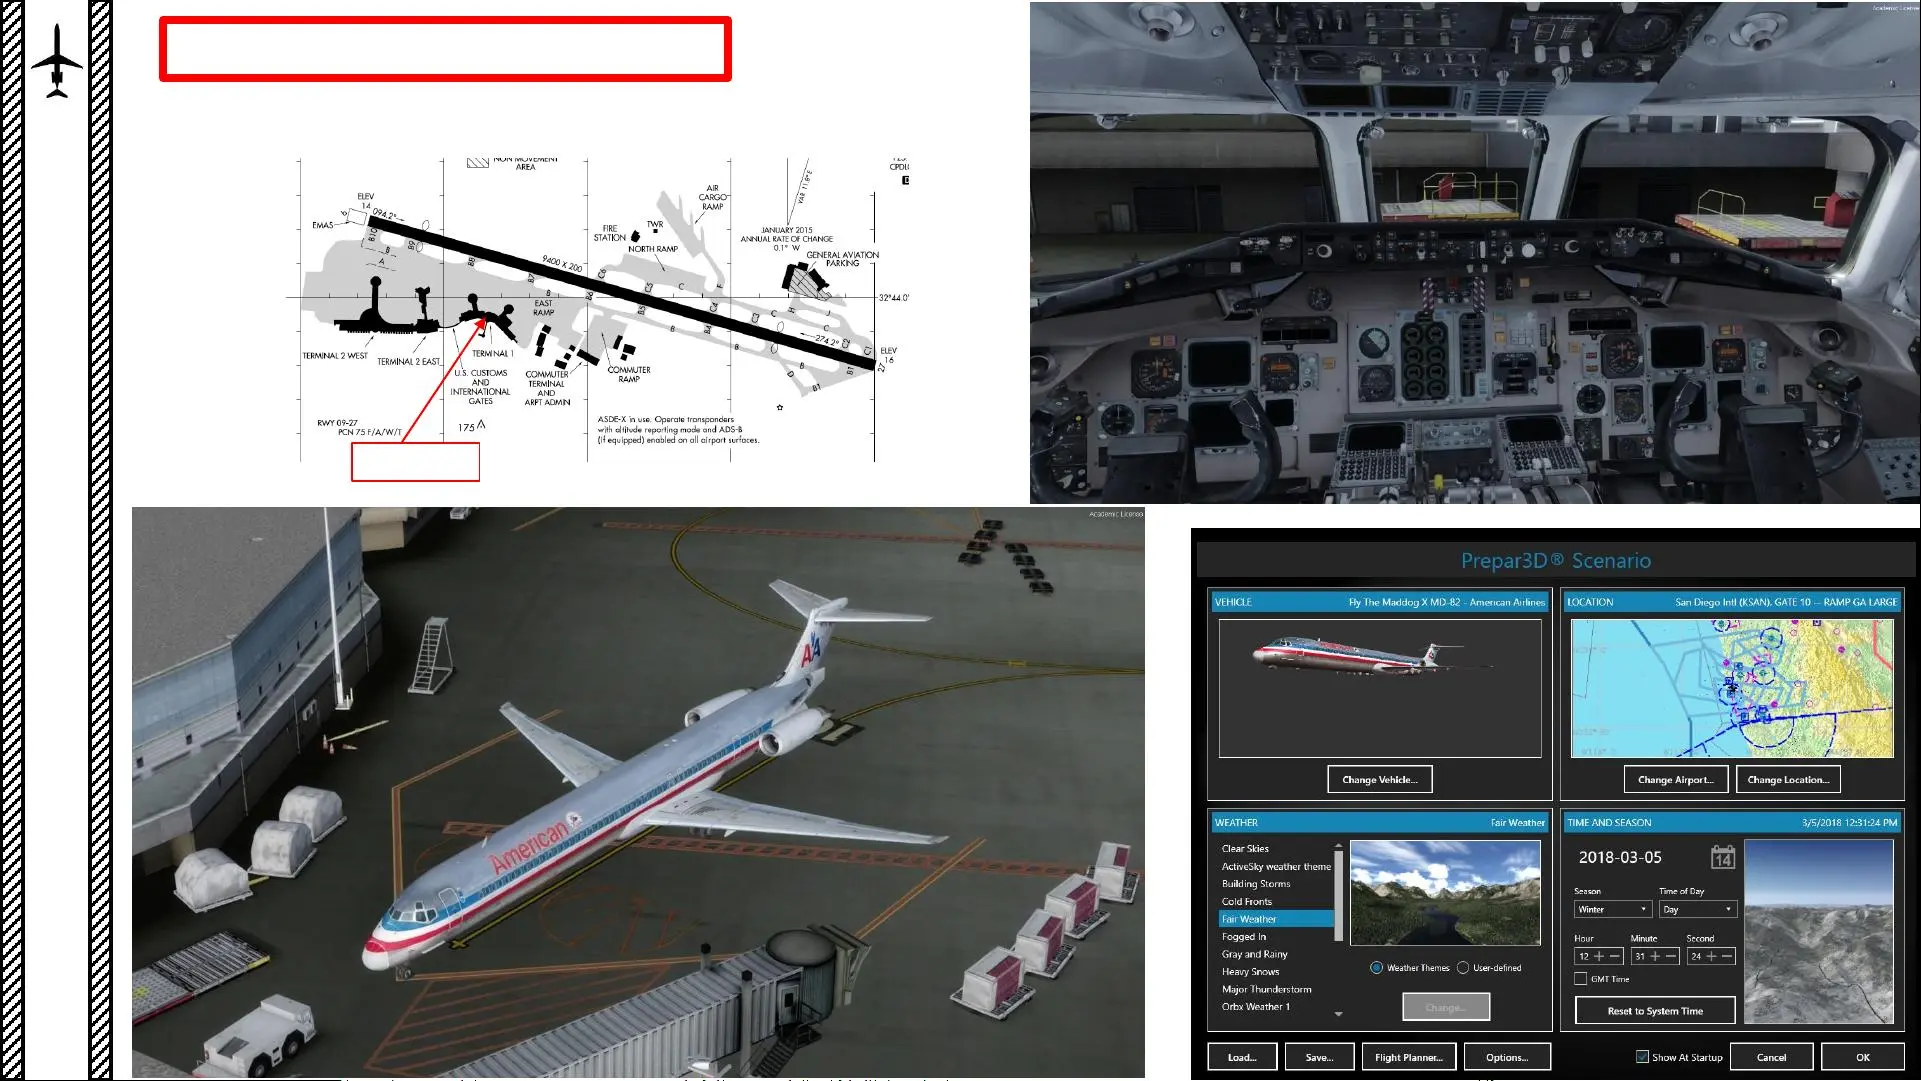 NON MOVEMENT
AREA
CPDLC
D
VAR 11.8° E
AIR
CARGO
RAMP
ELEV
14
094.2°
EMAS
FIRE
STATION
TWR
NORTH RAMP
JANUARY 2015
ANNUAL RATE OF CHANGE
0.1° W
GENERAL AVIATION
PARKING
9400 X 200
32°44.0'
EAST
RAMP
274.2°
ELEV
16
27
TERMINAL 2 WEST
TERMINAL 2 EAST
TERMINAL 1
U.S. CUSTOMS
AND
INTERNATIONAL
GATES
COMMUTER
TERMINAL
AND
ARPT ADMIN
COMMUTER
RAMP
RWY 09-27
PCN 75 F/A/W/T
175
ASDE-X in use. Operate transponders
with altitude reporting mode and ADS-B
(if equipped) enabled on all airport surfaces.
Academic License
Academic License
American
AA
Prepar3D® Scenario
VEHICLE
Fly The Maddog X MD-82 - American Airlines
Change Vehicle...
LOCATION
San Diego Intl (KSAN), GATE 10 -- RAMP GA LARGE
Change Airport...
Change Location...
WEATHER
Fair Weather
Clear Skies
ActiveSky weather theme
Building Storms
Cold Fronts
Fair Weather
Fogged In
Gray and Rainy
Heavy Snows
Major Thunderstorm
Orbx Weather 1
Weather Themes
User-defined
Change...
TIME AND SEASON
3/5/2018 12:31:24 PM
2018-03-05
14
Season
Time of Day
Winter
Day
Hour
Minute
Second
12
31
24
GMT Time
Reset to System Time
Load...
Save...
Flight Planner...
Options...
Show At Startup
Cancel
OK